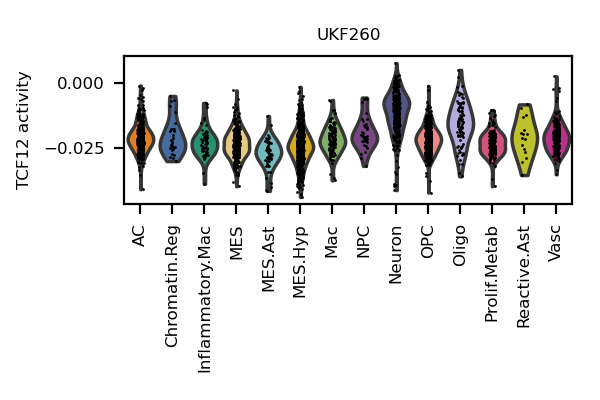 UKF260
TCF12 activity
0.000
−0.025
AC
Chromatin.Reg
Inflammatory.Mac
MES
MES.Ast
MES.Hyp
Mac
NPC
Neuron
OPC
Oligo
Prolif.Metab
Reactive.Ast
Vasc